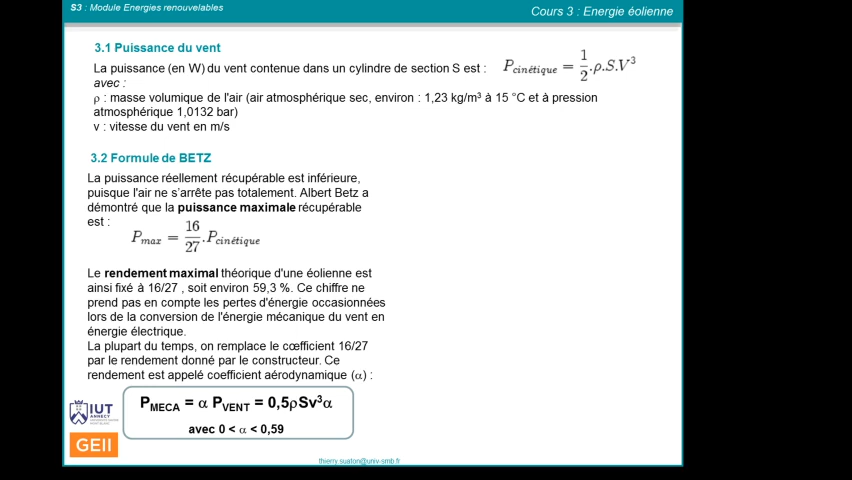 S3 : Module Energies renouvelables
Cours 3 : Energie éolienne
3.1 Puissance du vent
La puissance (en W) du vent contenue dans un cylindre de section S est : P_cinétique = 1/2 .ρ.S.V³
avec :
ρ : masse volumique de l'air (air atmosphérique sec, environ : 1,23 kg/m³ à 15 °C et à pression
atmosphérique 1,0132 bar)
v : vitesse du vent en m/s
3.2 Formule de BETZ
La puissance réellement récupérable est inférieure,
puisque l'air ne s'arrête pas totalement. Albert Betz a
démontré que la puissance maximale récupérable
est :
P_max = 16/27 .P_cinétique
Le rendement maximal théorique d'une éolienne est
ainsi fixé à 16/27 , soit environ 59,3 %. Ce chiffre ne
prend pas en compte les pertes d'énergie occasionnées
lors de la conversion de l'énergie mécanique du vent en
énergie électrique.
La plupart du temps, on remplace le cœfficient 16/27
par le rendement donné par le constructeur. Ce
rendement est appelé coefficient aérodynamique (α) :
P_MECA = α P_VENT = 0,5ρSv³α
avec 0 < α < 0,59
IUT
ANNECY
GEII
thierry.suaton@univ-smb.fr